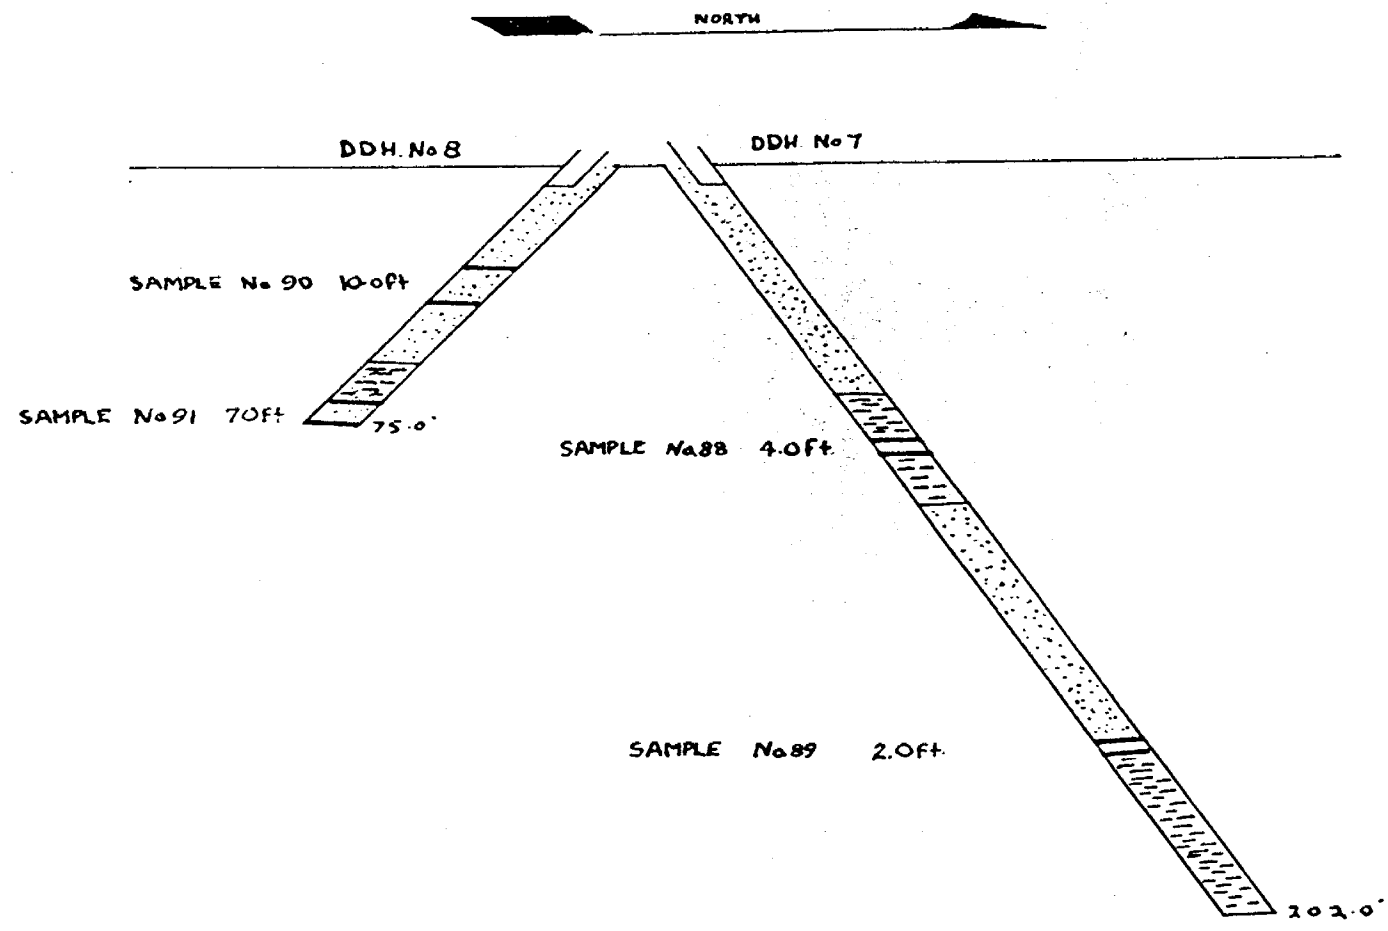 NORTH
DDH. No 8
DDH. No 7
SAMPLE No 90 10.0ft
SAMPLE No 91 70ft
75.0'
SAMPLE No.88 4.0ft.
SAMPLE No 89 2.0ft.
202.0'